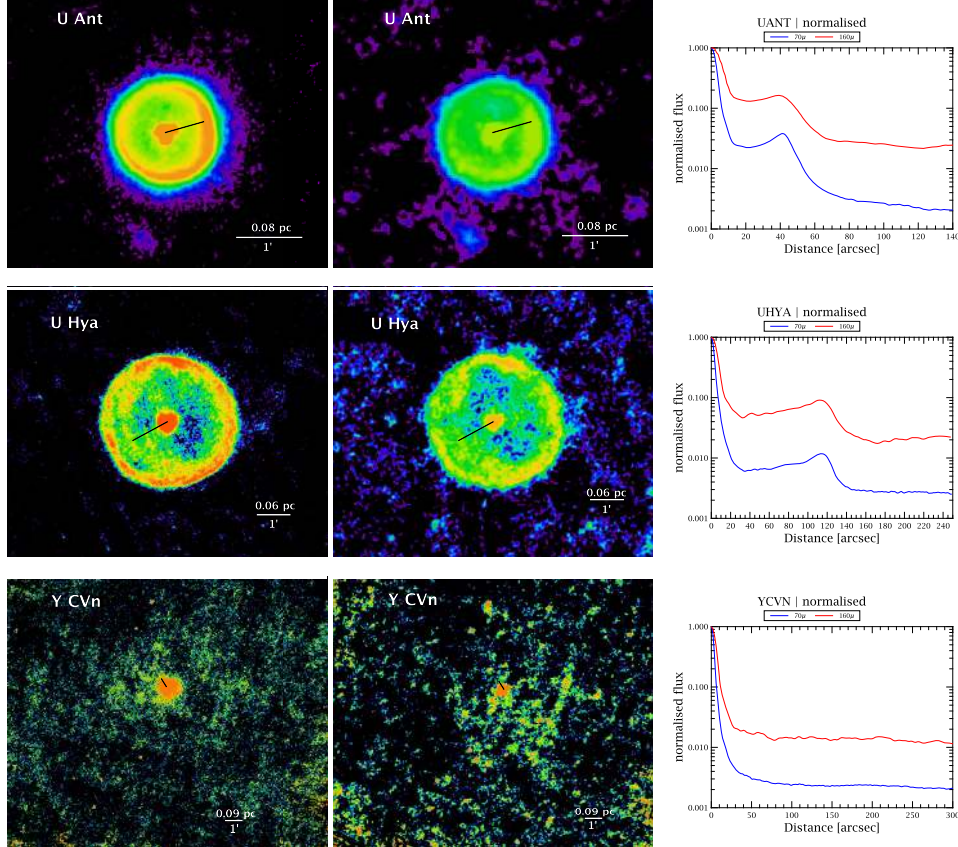 U Ant
0.08 pc
1'
U Ant
0.08 pc
1'
UANT | normalised
70μ 160μ
1.000
0.100
0.010
0.001
normalised flux
0 20 40 60 80 100 120 140
Distance [arcsec]
U Hya
0.06 pc
1'
U Hya
0.06 pc
1'
UHYA | normalised
70μ 160μ
1.000
0.100
0.010
0.001
normalised flux
0 20 40 60 80 100 120 140 160 180 200 220 240
Distance [arcsec]
Y CVn
0.09 pc
1'
Y CVn
0.09 pc
1'
YCVN | normalised
70μ 160μ
1.000
0.100
0.010
0.001
normalised flux
0 50 100 150 200 250 300
Distance [arcsec]